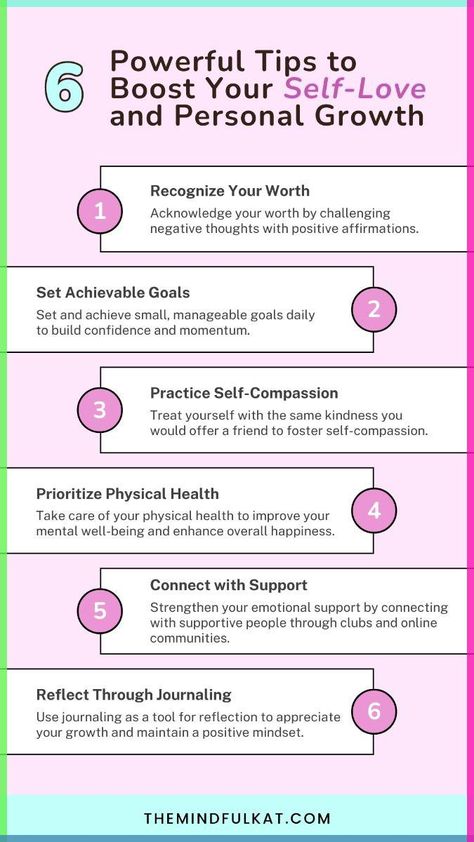 6
Powerful Tips to
Boost Your Self-Love
and Personal Growth
1
Recognize Your Worth
Acknowledge your worth by challenging
negative thoughts with positive affirmations.
Set Achievable Goals
Set and achieve small, manageable goals daily
to build confidence and momentum.
2
3
Practice Self-Compassion
Treat yourself with the same kindness you
would offer a friend to foster self-compassion.
Prioritize Physical Health
Take care of your physical health to improve your
mental well-being and enhance overall happiness.
4
5
Connect with Support
Strengthen your emotional support by connecting
with supportive people through clubs and online
communities.
Reflect Through Journaling
Use journaling as a tool for reflection to appreciate
your growth and maintain a positive mindset.
6
THEMINDFULKAT.COM